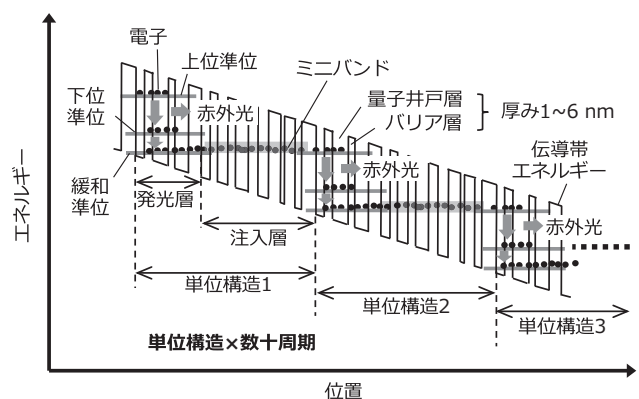 電子
上位準位
ミニバンド
下位
準位
赤外光
量子井戸層
バリア層
厚み1~6 nm
緩和
準位
発光層
注入層
赤外光
伝導帯
エネルギー
赤外光
単位構造1
単位構造2
単位構造3
単位構造×数十周期
エネルギー
位置